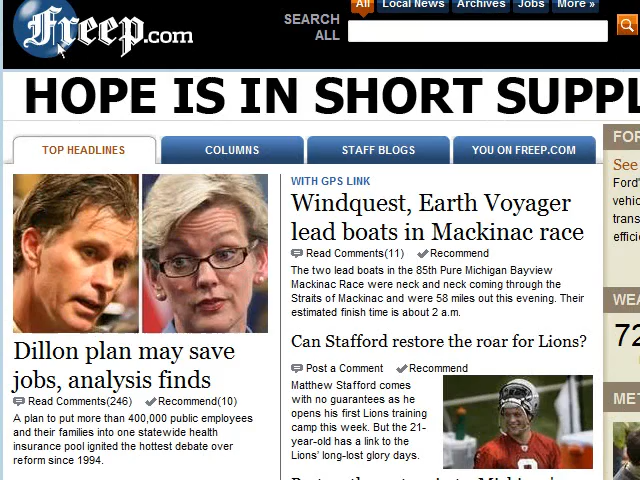 Freep.com
SEARCH
ALL
All
Local News
Archives
Jobs
More »
HOPE IS IN SHORT SUPPL
TOP HEADLINES
COLUMNS
STAFF BLOGS
YOU ON FREEP.COM
Dillon plan may save
jobs, analysis finds
Read Comments(246) Recommend(10)
A plan to put more than 400,000 public employees
and their families into one statewide health
insurance pool ignited the hottest debate over
reform since 1994.
WITH GPS LINK
Windquest, Earth Voyager
lead boats in Mackinac race
Read Comments(11) Recommend
The two lead boats in the 85th Pure Michigan Bayview
Mackinac Race were neck and neck coming through the
Straits of Mackinac and were 58 miles out this evening. Their
estimated finish time is about 2 a.m.
Can Stafford restore the roar for Lions?
Post a Comment Recommend
Matthew Stafford comes
with no guarantees as he
opens his first Lions training
camp this week. But the 21-
year-old has a link to the
Lions' long-lost glory days.
FOR
See
Ford'
vehic
trans
efficie
WEA
72
MET